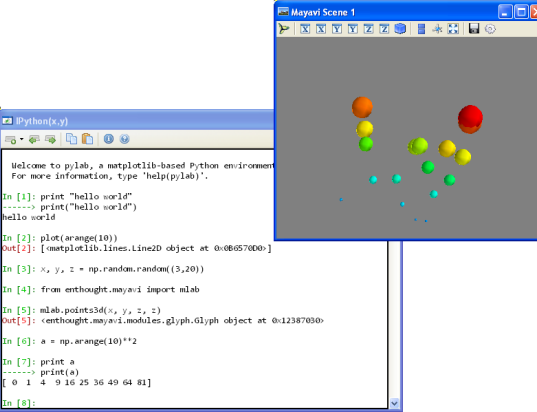 Mayavi Scene 1
X X Y Y Z Z
IPython(x,y)
Welcome to pylab, a matplotlib-based Python environment
For more information, type 'help(pylab)'.
In [1]: print "hello world"
------> print("hello world")
hello world
In [2]: plot(arange(10))
Out[2]: [<matplotlib.lines.Line2D object at 0x0B6570D0>]
In [3]: x, y, z = np.random.random((3,20))
In [4]: from enthought.mayavi import mlab
In [5]: mlab.points3d(x, y, z, z)
Out[5]: <enthought.mayavi.modules.glyph.Glyph object at 0x12387030>
In [6]: a = np.arange(10)**2
In [7]: print a
------> print(a)
[ 0 1 4 9 16 25 36 49 64 81]
In [8]: